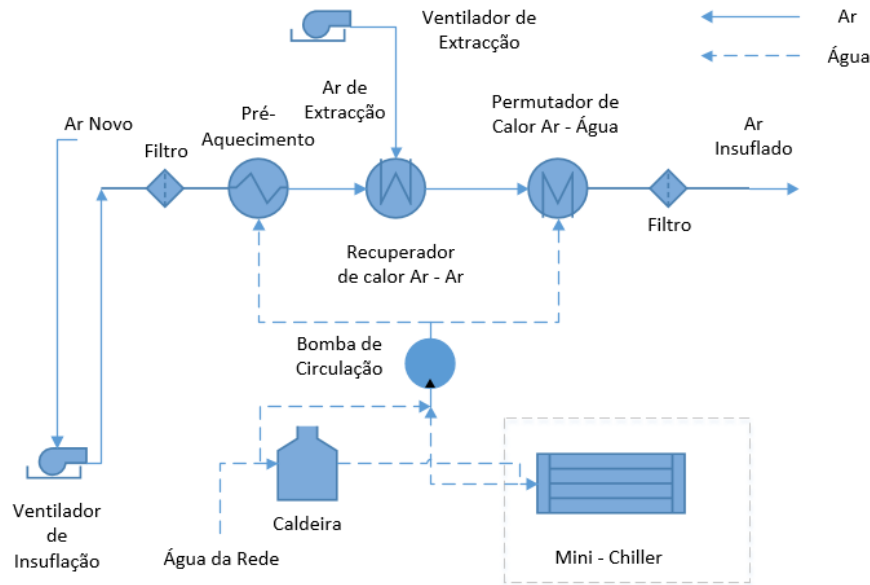 Ventilador de
Extracção
Ar
Água
Ar de
Extracção
Permutador de
Calor Ar - Água
Pré-
Aquecimento
Ar Novo
Filtro
Ar
Insuflado
Filtro
Recuperador
de calor Ar - Ar
Bomba de
Circulação
Ventilador
de
Insuflação
Caldeira
Água da Rede
Mini - Chiller